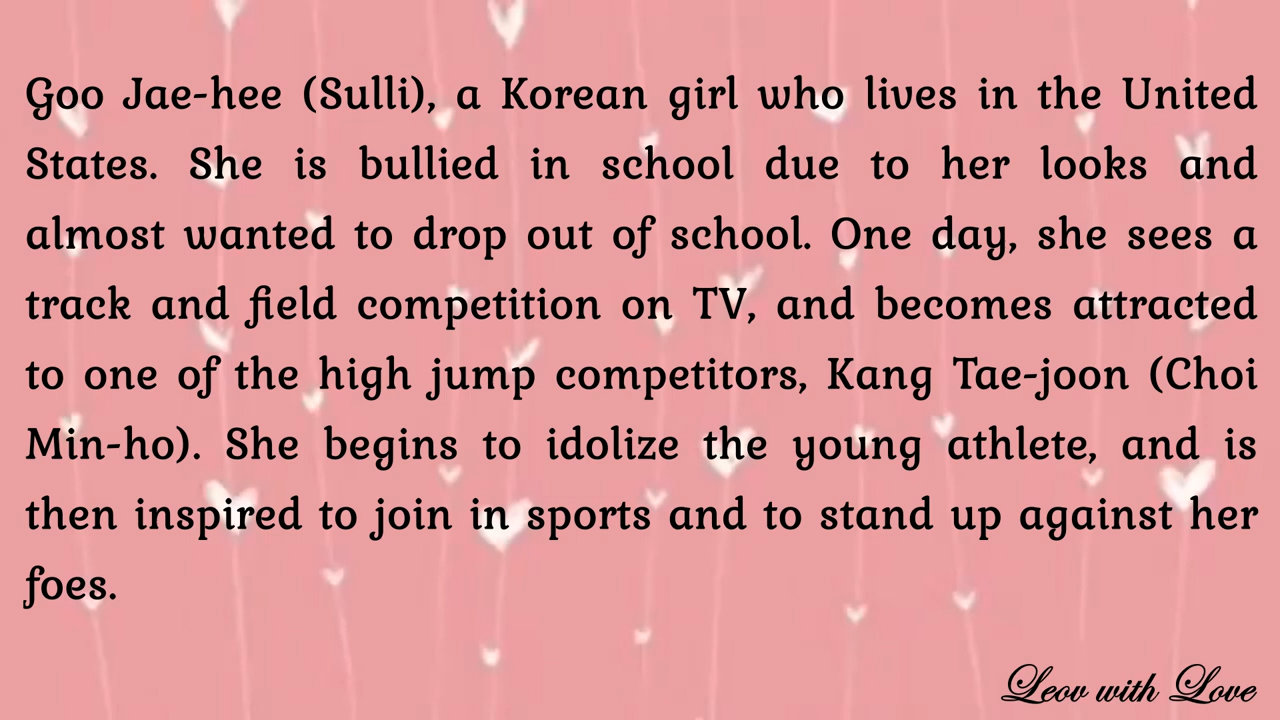 Goo Jae-hee (Sulli), a Korean girl who lives in the United
States. She is bullied in school due to her looks and
almost wanted to drop out of school. One day, she sees a
track and field competition on TV, and becomes attracted
to one of the high jump competitors, Kang Tae-joon (Choi
Min-ho). She begins to idolize the young athlete, and is
then inspired to join in sports and to stand up against her
foes.
Leov with Love